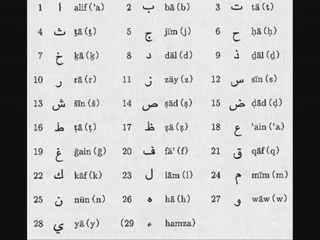 1 ا alif (’a) 2 ب bā (b) 3 ت tā (t)
4 ث ṯā (ṯ) 5 ج jīm (j) 6 ح ḥā (ḥ)
7 خ ḵā (ḵ) 8 د dāl (d) 9 ذ ḏāl (ḏ)
10 ر rā (r) 11 ز zāy (z) 12 س sīn (s)
13 ش šīn (š) 14 ص ṣād (ṣ) 15 ض ḍād (ḍ)
16 ط ṭā (ṭ) 17 ظ ẓā (ẓ) 18 ع ‘ain (‘a)
19 غ ḡain (ḡ) 20 ف fā’ (f) 21 ق qāf (q)
22 ك kāf (k) 23 ل lām (l) 24 م mīm (m)
25 ن nūn (n) 26 ه hā (h) 27 و wāw (w)
28 ي yā (y) (29 ء hamza)